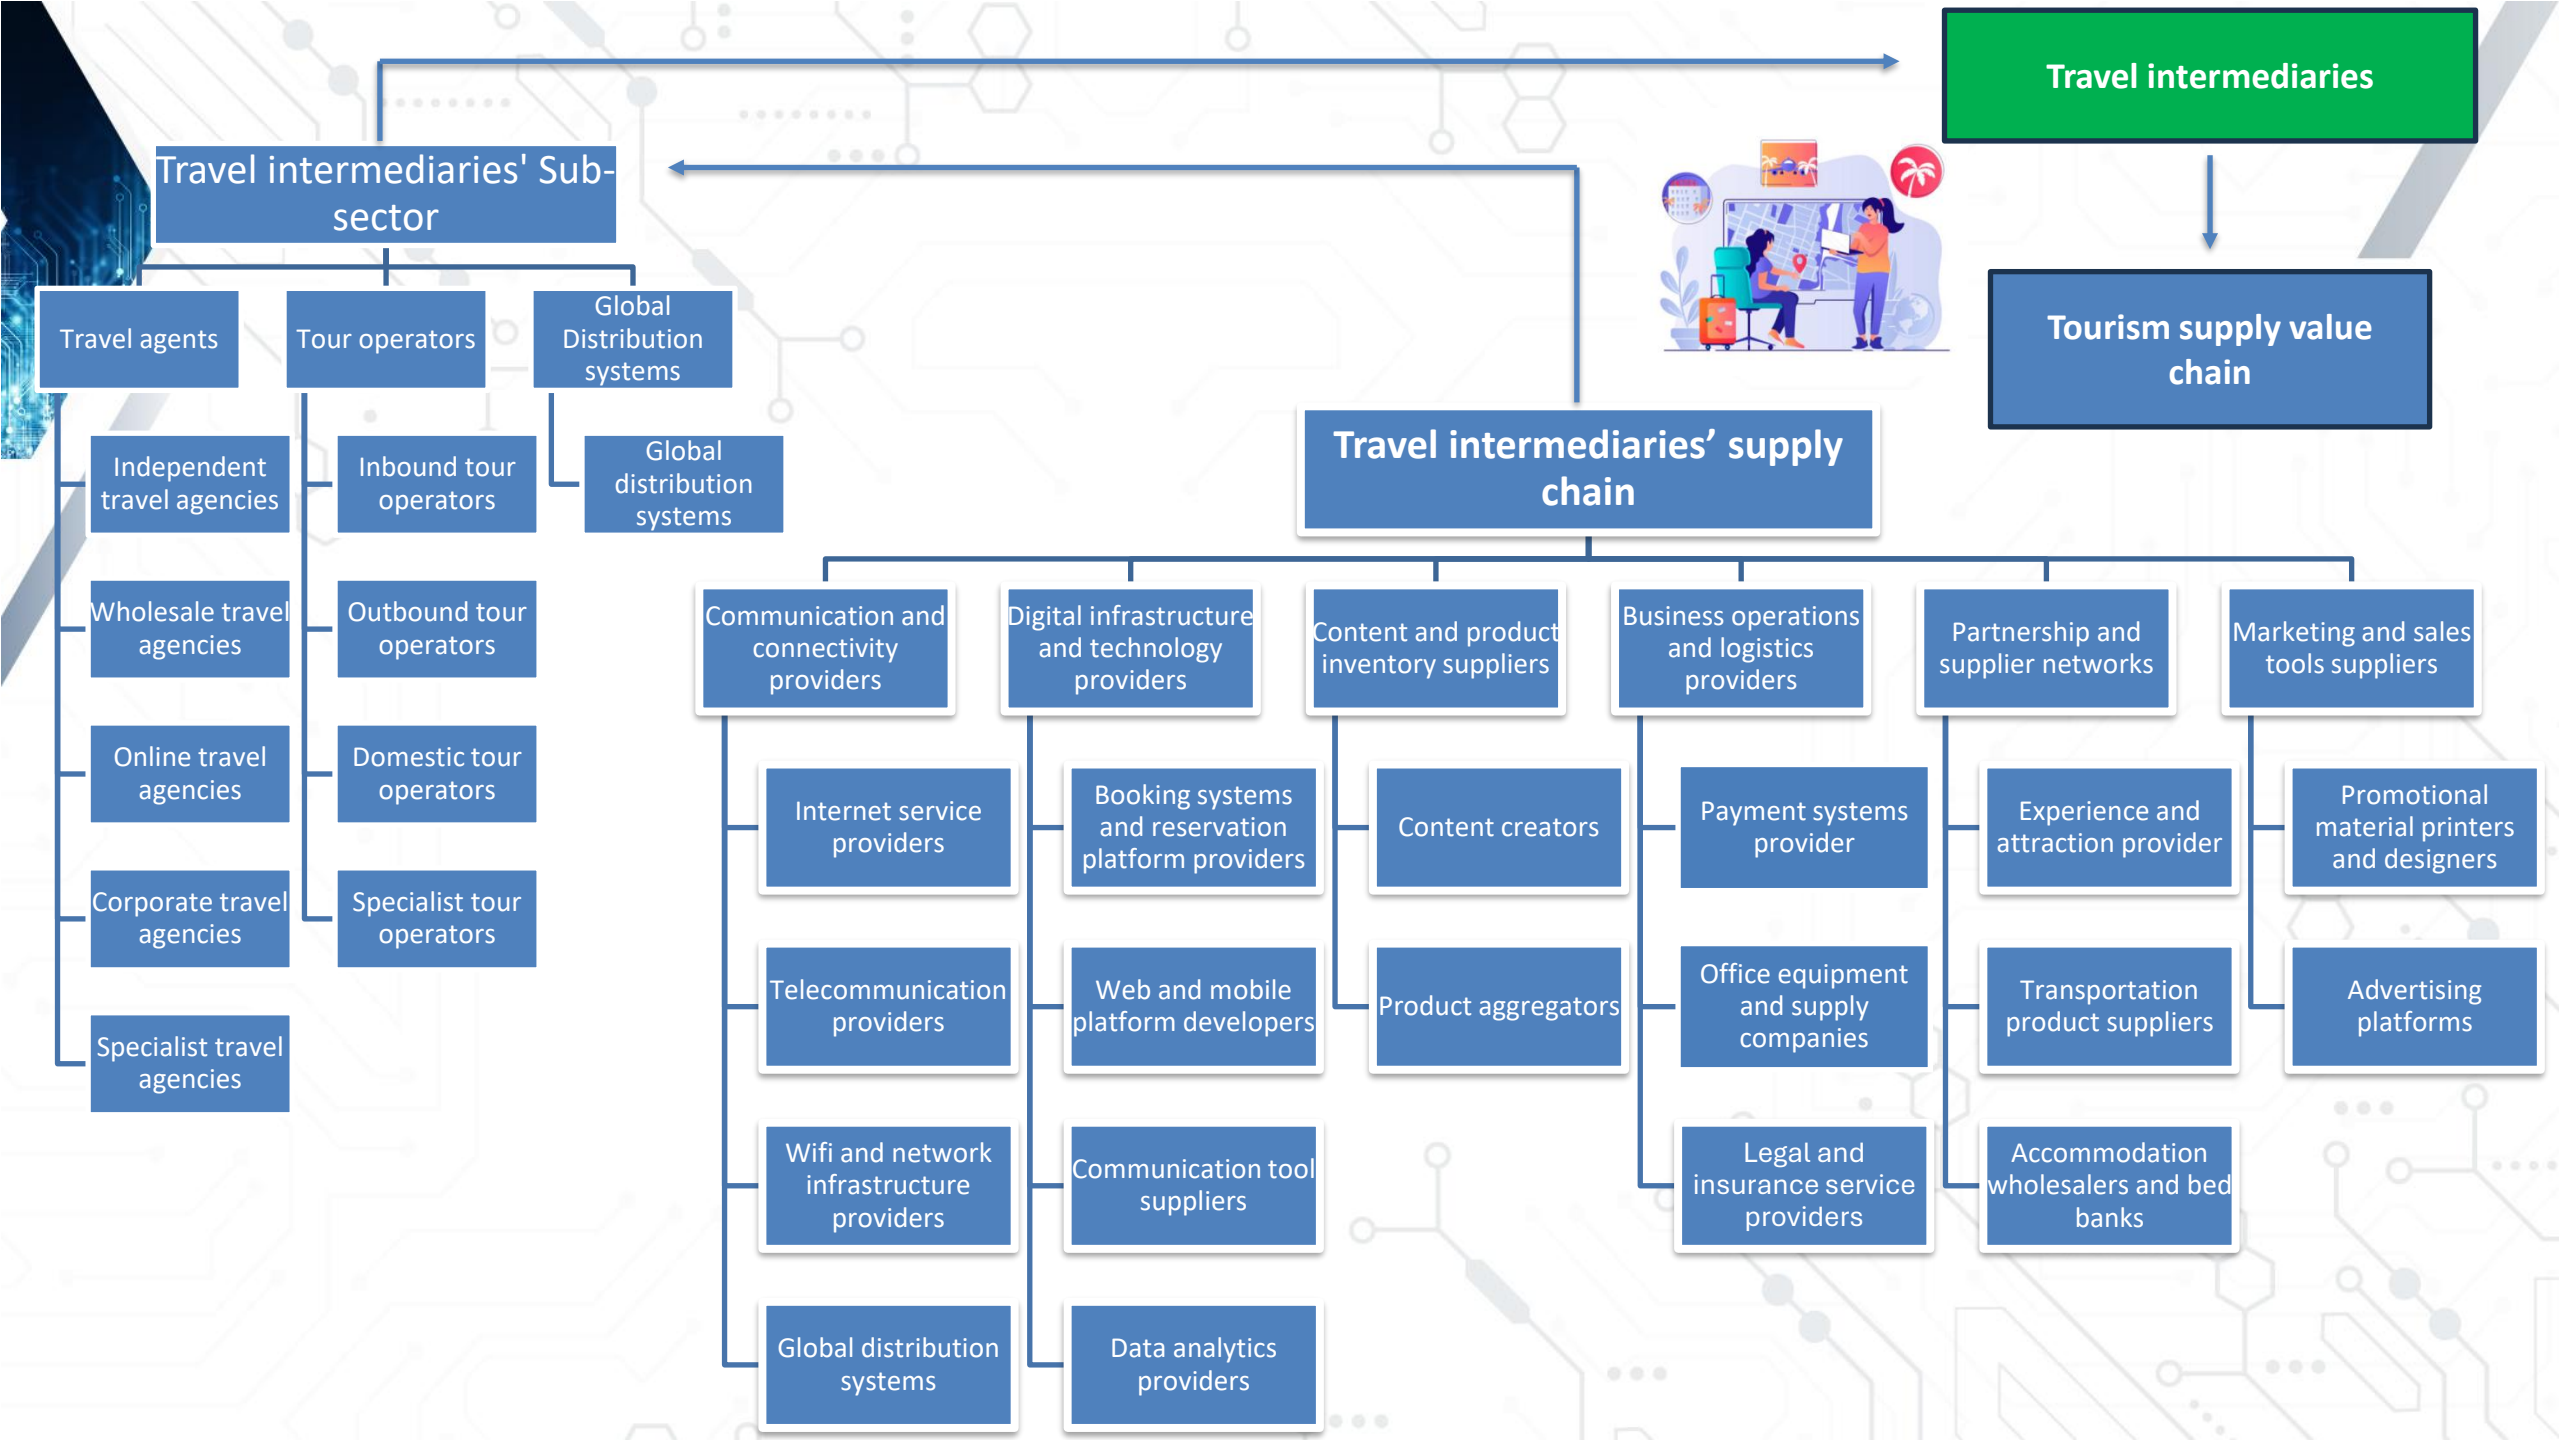 Travel intermediaries
Tourism supply value
chain
Travel intermediaries' Sub-
sector
Travel agents
Independent
travel agencies
Wholesale travel
agencies
Online travel
agencies
Corporate travel
agencies
Specialist travel
agencies
Tour operators
Inbound tour
operators
Outbound tour
operators
Domestic tour
operators
Specialist tour
operators
Global
Distribution
systems
Global
distribution
systems
Travel intermediaries’ supply
chain
Communication and
connectivity
providers
Internet service
providers
Telecommunication
providers
Wifi and network
infrastructure
providers
Global distribution
systems
Digital infrastructure
and technology
providers
Booking systems
and reservation
platform providers
Web and mobile
platform developers
Communication tool
suppliers
Data analytics
providers
Content and product
inventory suppliers
Content creators
Product aggregators
Business operations
and logistics
providers
Payment systems
provider
Office equipment
and supply
companies
Legal and
insurance service
providers
Partnership and
supplier networks
Experience and
attraction provider
Transportation
product suppliers
Accommodation
wholesalers and bed
banks
Marketing and sales
tools suppliers
Promotional
material printers
and designers
Advertising
platforms